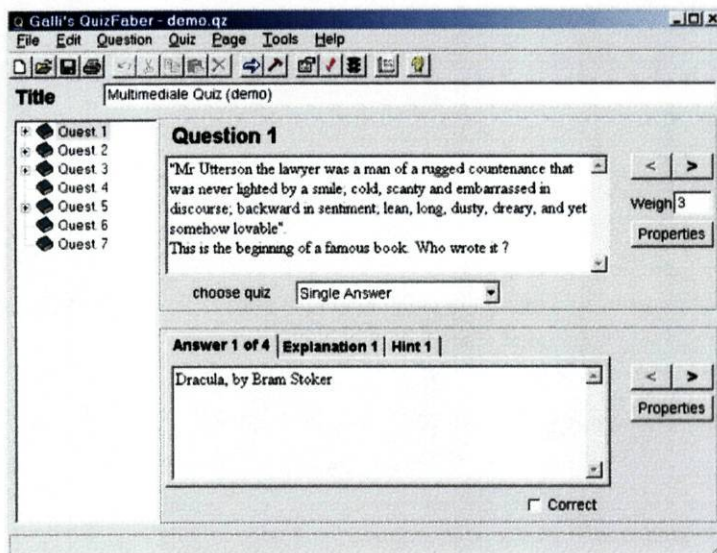 Galli's QuizFaber - demo.qz
File Edit Question Quiz Page Tools Help
Title Multimediale Quiz (demo)
Quest 1
Quest 2
Quest 3
Quest 4
Quest 5
Quest 6
Quest 7
Question 1
"Mr Utterson the lawyer was a man of a rugged countenance that
was never lighted by a smile; cold, scanty and embarrassed in
discourse; backward in sentiment; lean, long, dusty, dreary, and yet
somehow lovable".
This is the beginning of a famous book. Who wrote it ?
< >
Weigh 3
Properties
choose quiz Single Answer
Answer 1 of 4 Explanation 1 Hint 1
Dracula, by Bram Stoker
< >
Properties
Correct